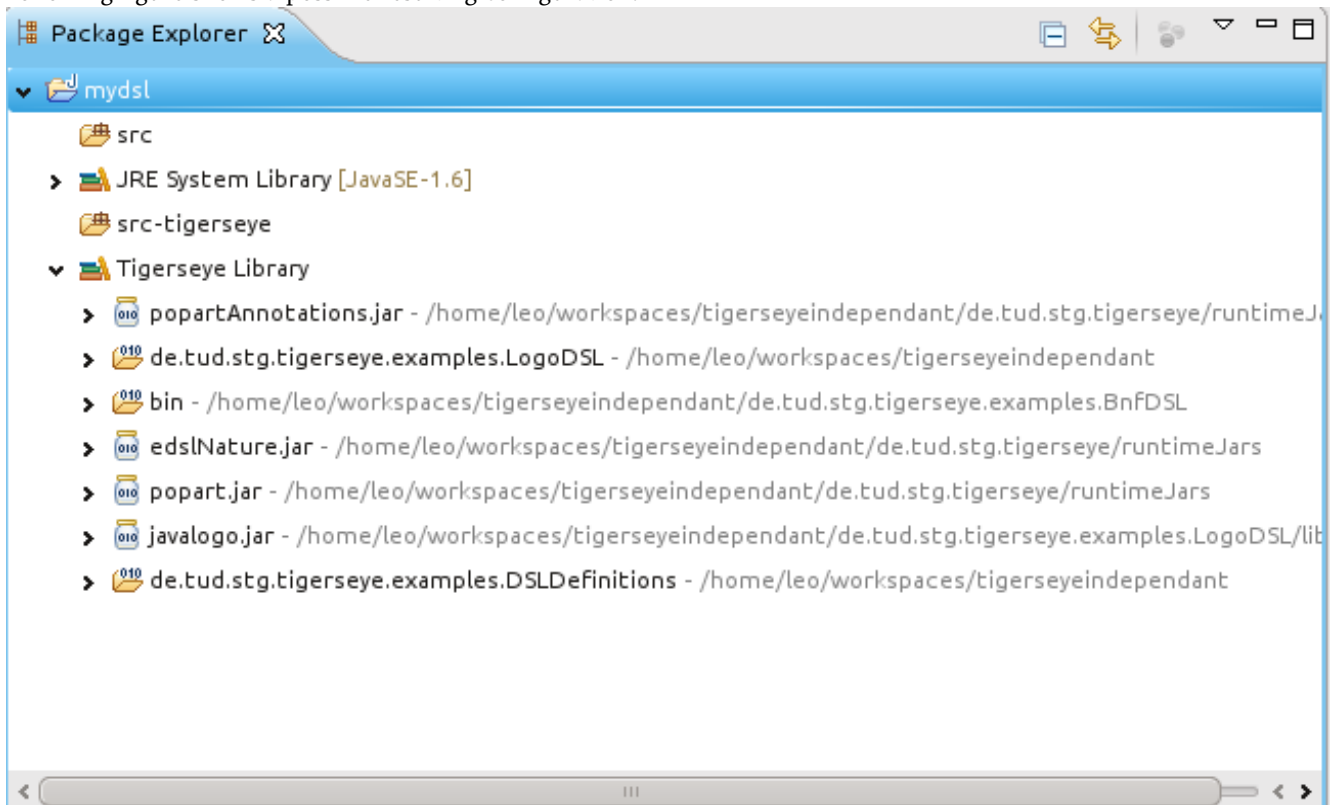 Package Explorer
mydsl
src
JRE System Library [JavaSE-1.6]
src-tigerseye
Tigerseye Library
popartAnnotations.jar - /home/leo/workspaces/tigerseyeindependant/de.tud.stg.tigerseye/runtimeJ
de.tud.stg.tigerseye.examples.LogoDSL - /home/leo/workspaces/tigerseyeindependant
bin - /home/leo/workspaces/tigerseyeindependant/de.tud.stg.tigerseye.examples.BnfDSL
edslNature.jar - /home/leo/workspaces/tigerseyeindependant/de.tud.stg.tigerseye/runtimeJars
popart.jar - /home/leo/workspaces/tigerseyeindependant/de.tud.stg.tigerseye/runtimeJars
javalogo.jar - /home/leo/workspaces/tigerseyeindependant/de.tud.stg.tigerseye.examples.LogoDSL/lib
de.tud.stg.tigerseye.examples.DSLDefinitions - /home/leo/workspaces/tigerseyeindependant